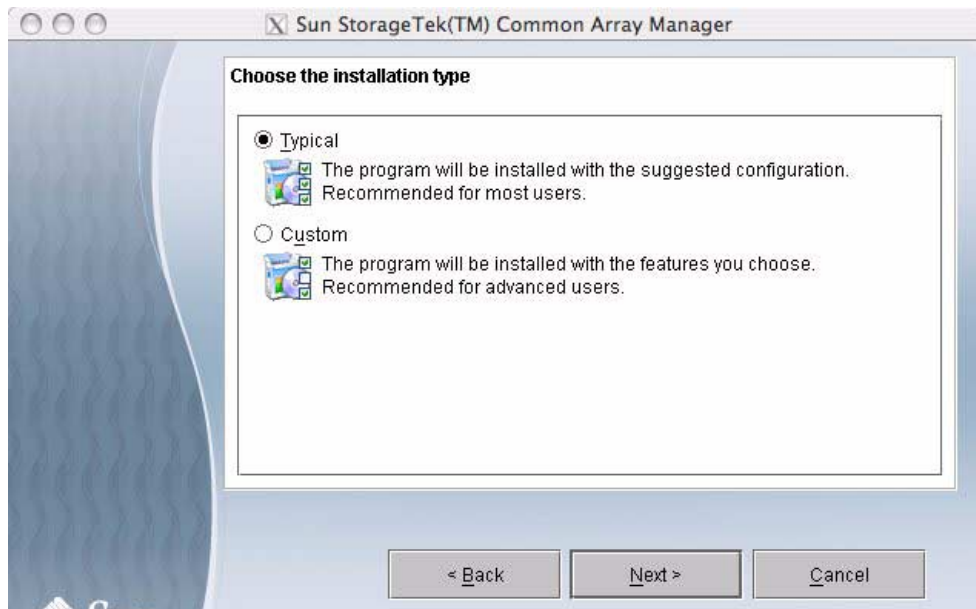 Sun StorageTek(TM) Common Array Manager
Choose the installation type
Typical
The program will be installed with the suggested configuration.
Recommended for most users.
Custom
The program will be installed with the features you choose.
Recommended for advanced users.
< Back
Next >
Cancel